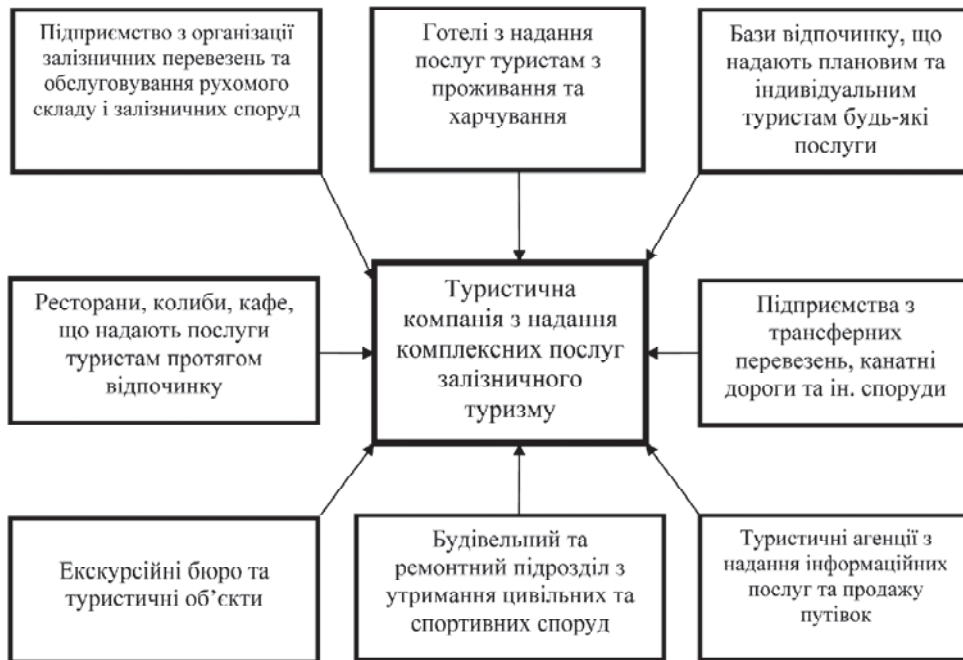 Підприємство з організації
залізничних перевезень та
обслуговування рухомого
складу і залізничних споруд
Готелі з надання
послуг туристам з
проживання та
харчування
Бази відпочинку, що
надають плановим та
індивідуальним
туристам будь-які
послуги
Ресторани, колиби, кафе,
що надають послуги
туристам протягом
відпочинку
Туристична
компанія з надання
комплексних послуг
залізничного
туризму
Підприємства з
трансферних
перевезень, канатні
дороги та ін. споруди
Екскурсійні бюро та
туристичні об’єкти
Будівельний та
ремонтний підрозділ з
утримання цивільних та
спортивних споруд
Туристичні агенції з
надання інформаційних
послуг та продажу
путівок